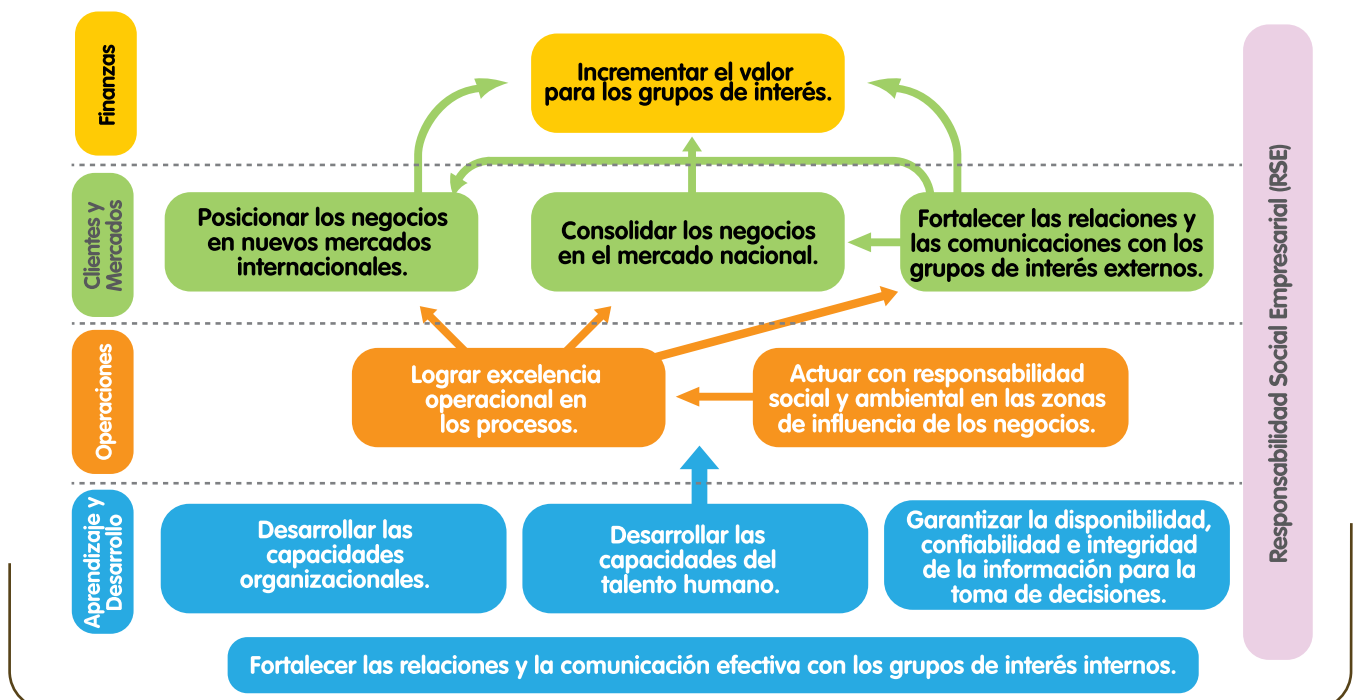 Finanzas
Incrementar el valor
para los grupos de interés.
Clientes y
Mercados
Posicionar los negocios
en nuevos mercados
internacionales.
Consolidar los negocios
en el mercado nacional.
Fortalecer las relaciones y
las comunicaciones con los
grupos de interés externos.
Operaciones
Lograr excelencia
operacional en
los procesos.
Actuar con responsabilidad
social y ambiental en las zonas
de influencia de los negocios.
Aprendizaje y
Desarrollo
Desarrollar las
capacidades
organizacionales.
Desarrollar las
capacidades del
talento humano.
Garantizar la disponibilidad,
confiabilidad e integridad
de la información para la
toma de decisiones.
Fortalecer las relaciones y la comunicación efectiva con los grupos de interés internos.
Responsabilidad Social Empresarial (RSE)